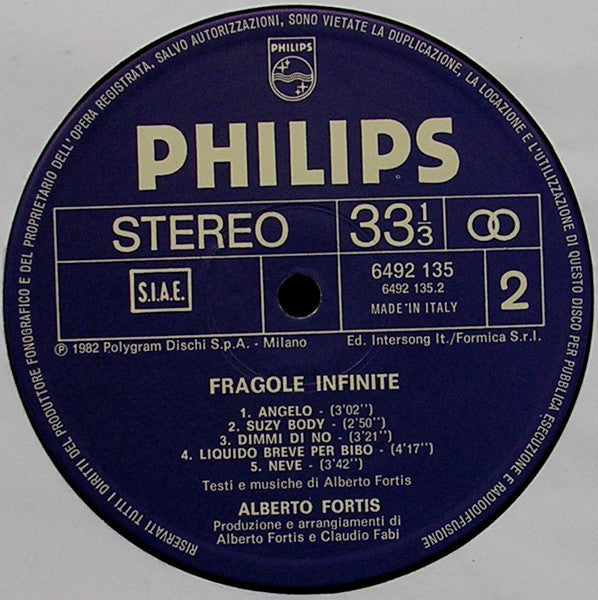 RISERVATI TUTTI I DIRITTI DEL PRODUTTORE FONOGRAFICO E DEL PROPRIETARIO DELL'OPERA REGISTRATA. SALVO AUTORIZZAZIONI, SONO VIETATE LA DUPLICAZIONE, LA LOCAZIONE E L'UTILIZZAZIONE DI QUESTO DISCO PER PUBBLICA ESECUZIONE E RADIODIFFUSIONE
PHILIPS
PHILIPS
STEREO 33 1/3
S.I.A.E. 6492 135 2
6492 135.2
MADE IN ITALY
℗ 1982 Polygram Dischi S.p.A. - Milano Ed. Intersong It./Formica S.r.l.
FRAGOLE INFINITE
1. ANGELO - (3'02'')
2. SUZY BODY - (2'50'')
3. DIMMI DI NO - (3'21'')
4. LIQUIDO BREVE PER BIBO - (4'17'')
5. NEVE - (3'42'')
Testi e musiche di Alberto Fortis
ALBERTO FORTIS
Produzione e arrangiamenti di
Alberto Fortis e Claudio Fabi